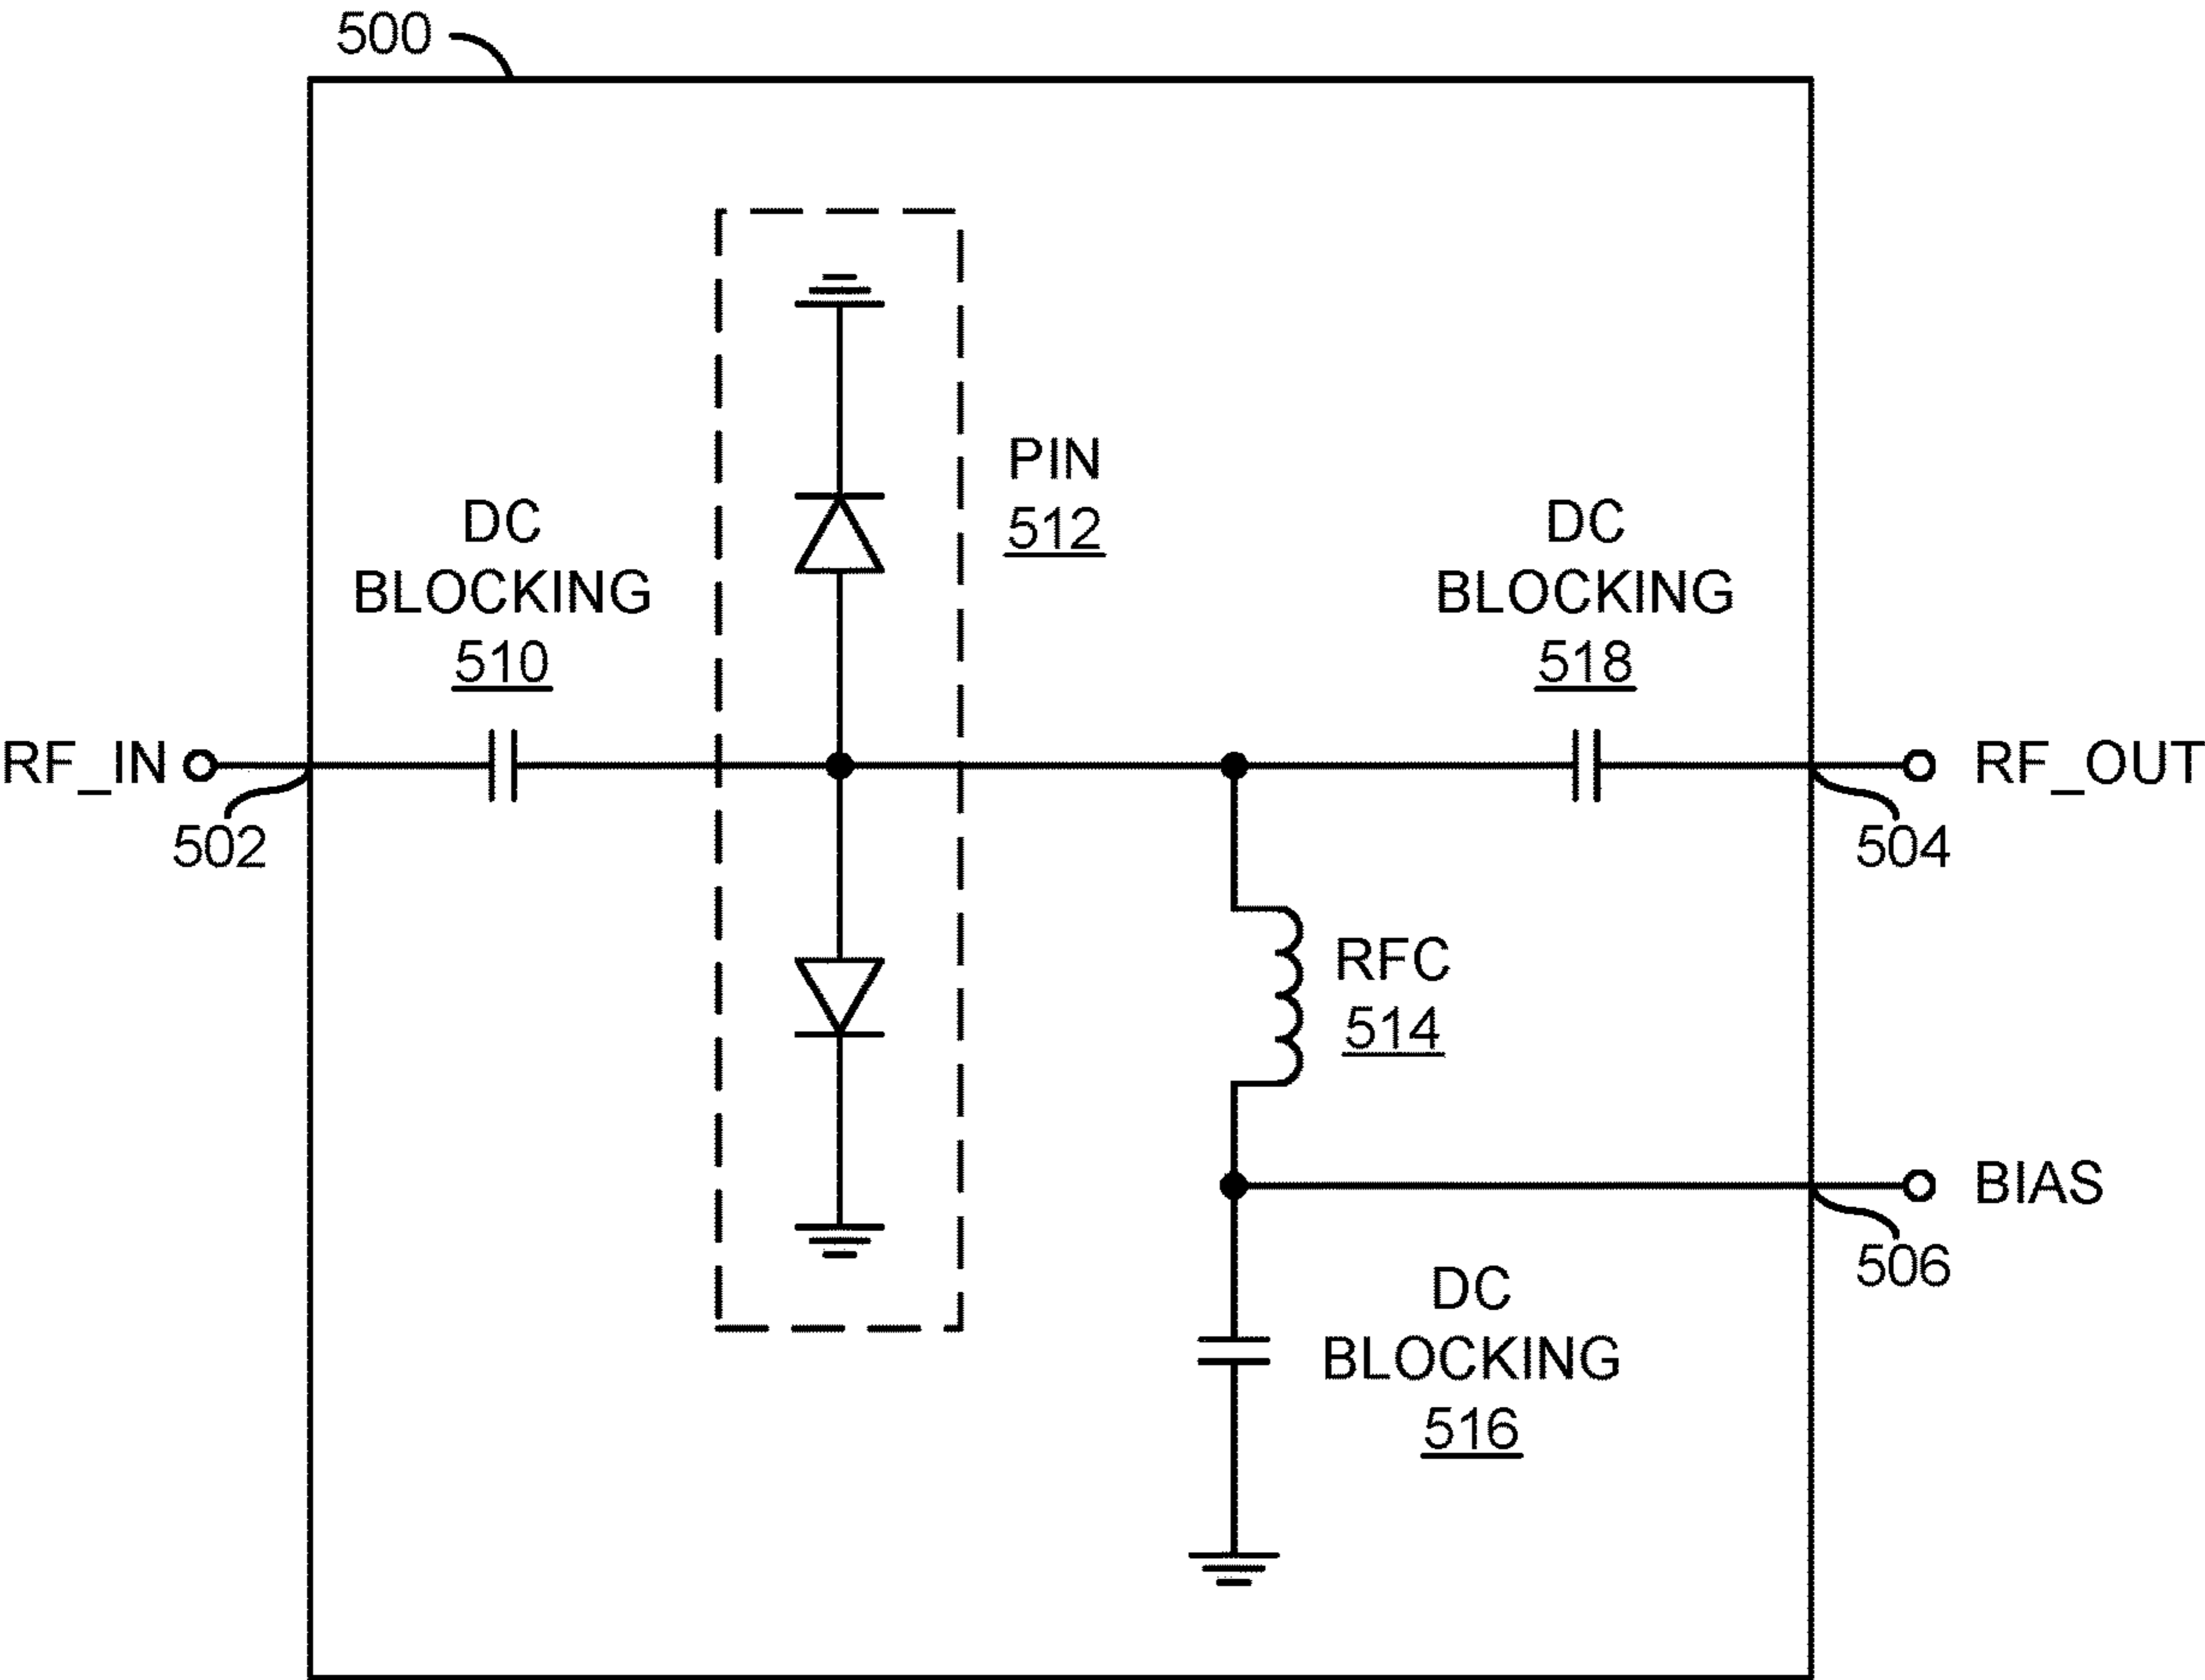 500
PIN
512
DC
BLOCKING
510
DC
BLOCKING
518
RF_IN
RF_OUT
502
504
RFC
514
BIAS
506
DC
BLOCKING
516